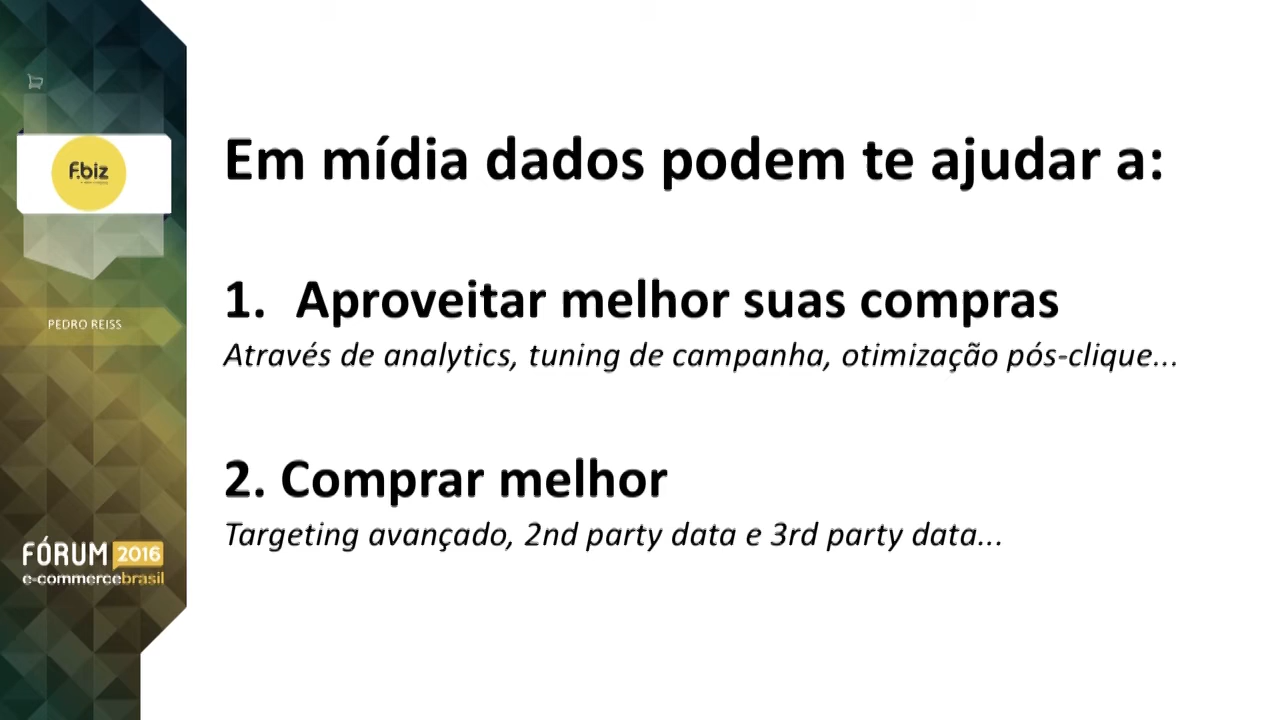 F.biz
PEDRO REISS
FÓRUM 2016
e-commercebrasil
Em mídia dados podem te ajudar a:
1. Aproveitar melhor suas compras
Através de analytics, tuning de campanha, otimização pós-clique...
2. Comprar melhor
Targeting avançado, 2nd party data e 3rd party data...